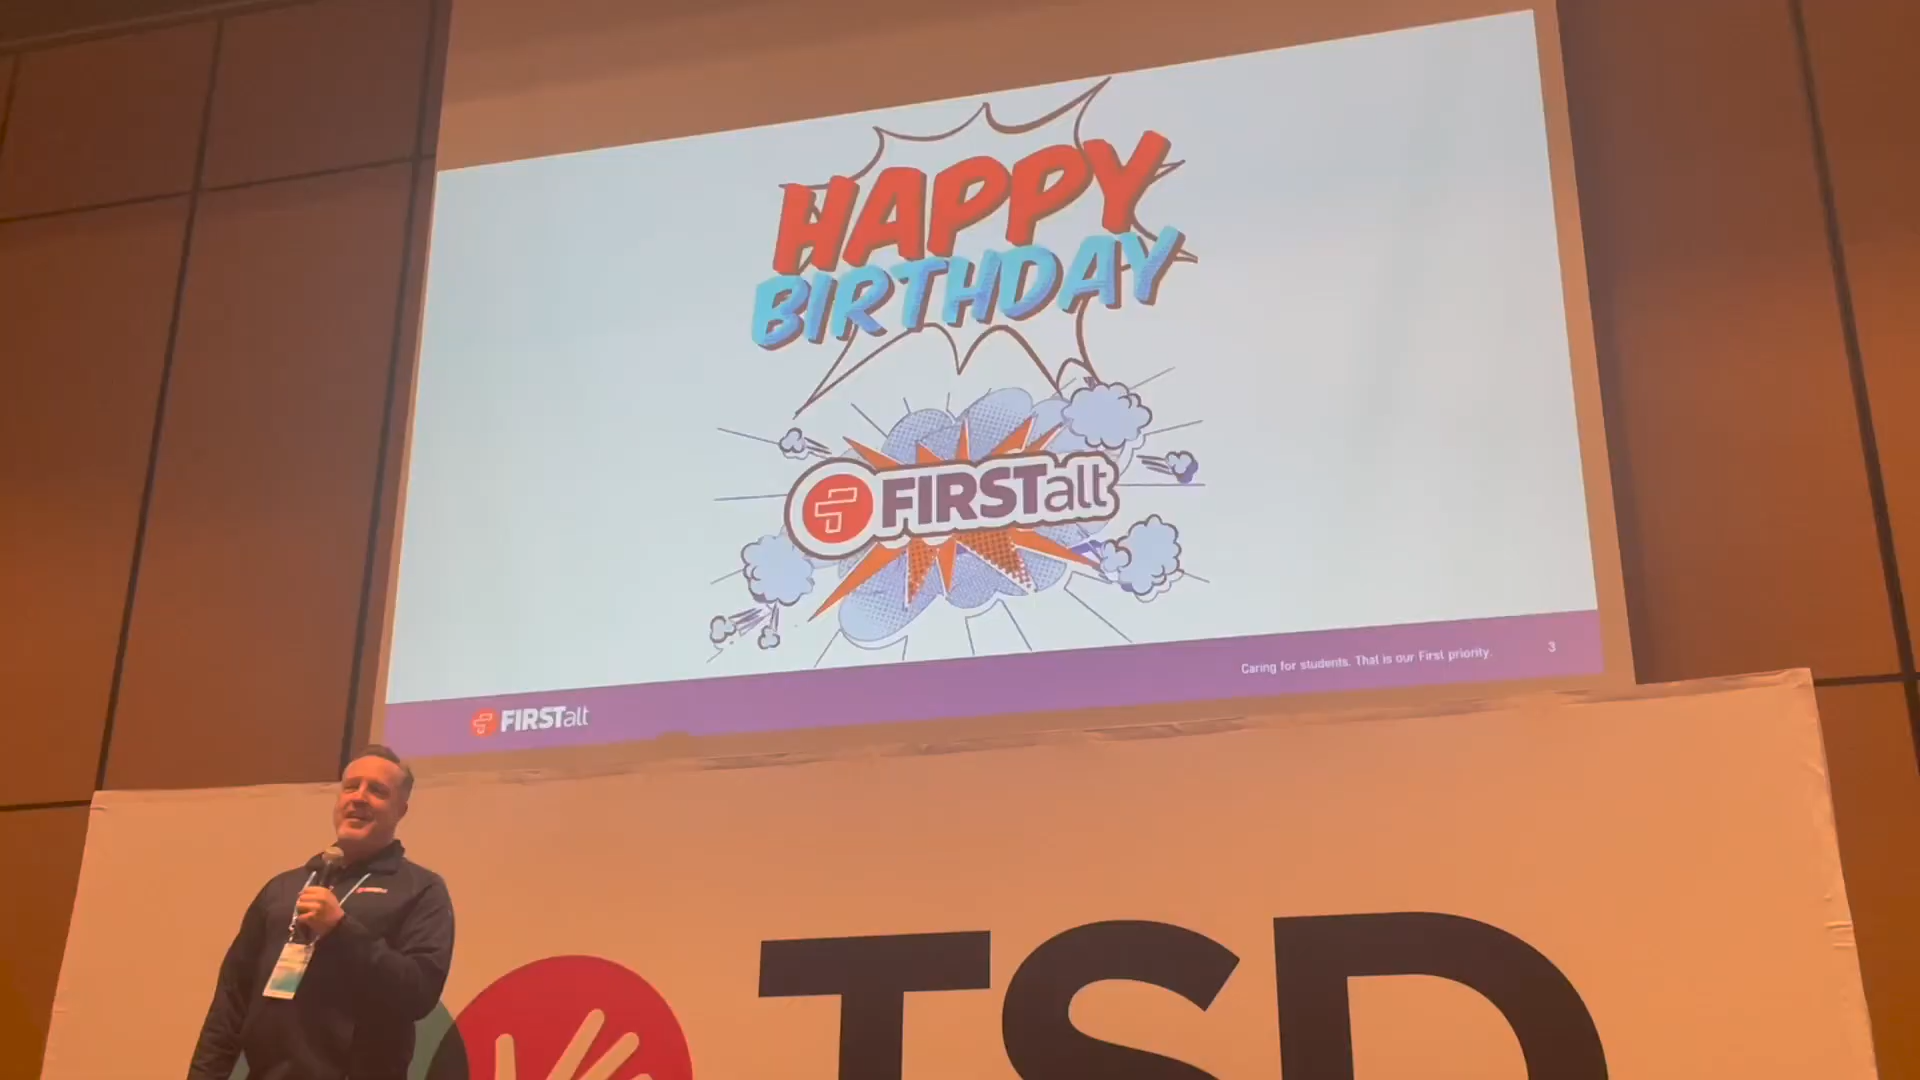 HAPPY
BIRTHDAY
FIRSTalt
Caring for students. That is our First priority.
3
FIRSTalt
TSD